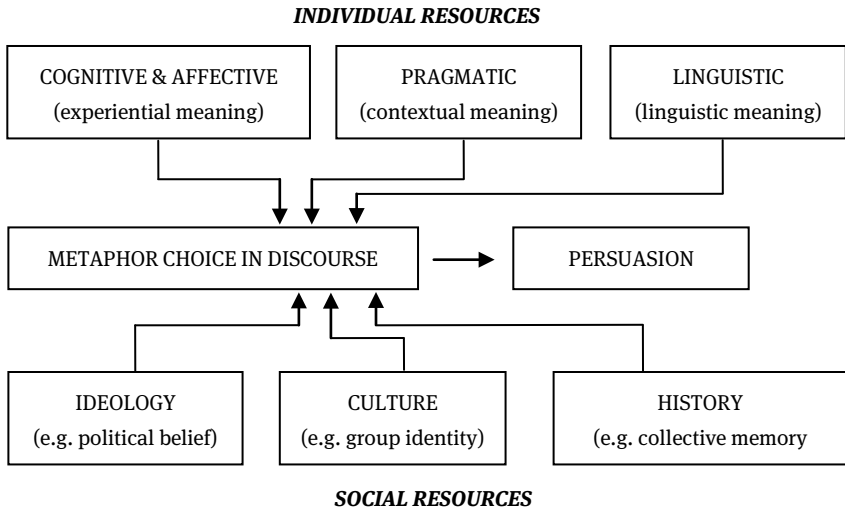 INDIVIDUAL RESOURCES
COGNITIVE & AFFECTIVE
(experiential meaning)
PRAGMATIC
(contextual meaning)
LINGUISTIC
(linguistic meaning)
METAPHOR CHOICE IN DISCOURSE
PERSUASION
IDEOLOGY
(e.g. political belief)
CULTURE
(e.g. group identity)
HISTORY
(e.g. collective memory
SOCIAL RESOURCES